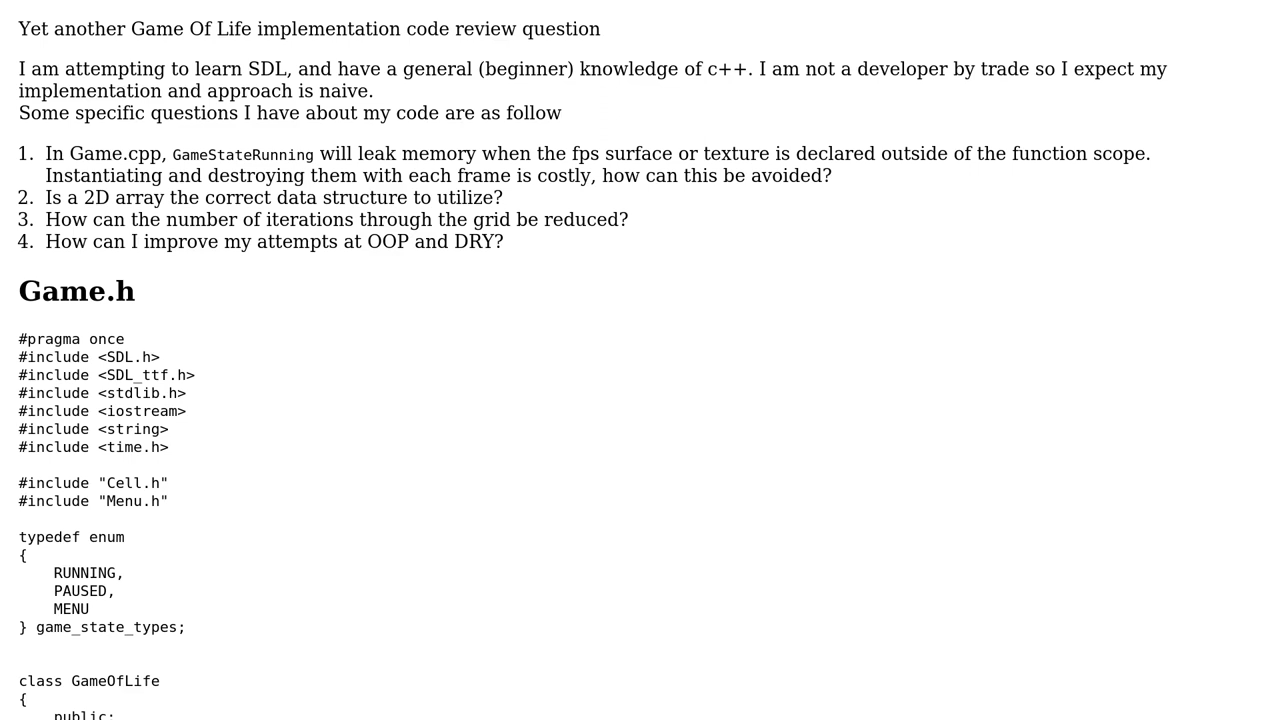 Yet another Game Of Life implementation code review question
I am attempting to learn SDL, and have a general (beginner) knowledge of c++. I am not a developer by trade so I expect my
implementation and approach is naive.
Some specific questions I have about my code are as follow
1. In Game.cpp, GameStateRunning will leak memory when the fps surface or texture is declared outside of the function scope.
Instantiating and destroying them with each frame is costly, how can this be avoided?
2. Is a 2D array the correct data structure to utilize?
3. How can the number of iterations through the grid be reduced?
4. How can I improve my attempts at OOP and DRY?
Game.h
#pragma once
#include <SDL.h>
#include <SDL_ttf.h>
#include <stdlib.h>
#include <iostream>
#include <string>
#include <time.h>
#include "Cell.h"
#include "Menu.h"
typedef enum
{
    RUNNING,
    PAUSED,
    MENU
} game_state_types;
class GameOfLife
{
    public: